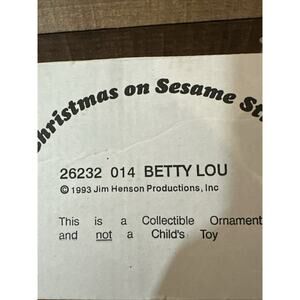 Christmas on Sesame St
26232 014 BETTY LOU
© 1993 Jim Henson Productions, Inc
This is a Collectible Ornament
and not a Child's Toy